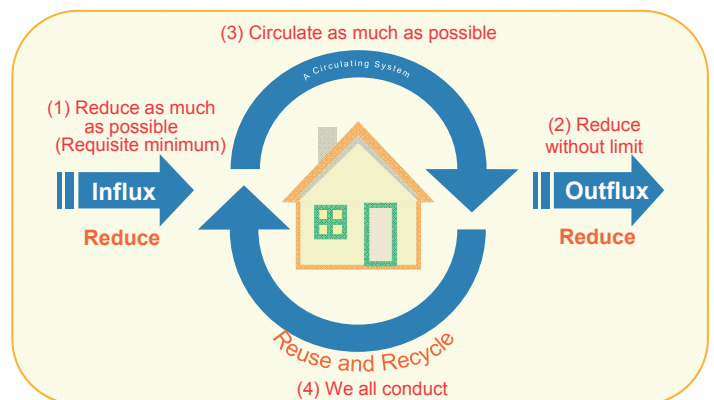 (3) Circulate as much as possible
A Circulating System
(1) Reduce as much
as possible
(Requisite minimum)
Influx
Reduce
(2) Reduce
without limit
Outflux
Reduce
Reuse and Recycle
(4) We all conduct